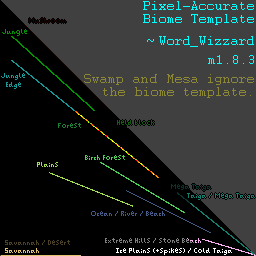 Pixel-Accurate
Biome Template
~ Word_Wizzard
m1.8.3
Swamp and Mesa ignore
the biome template.
Mushroom
Jungle
Jungle
Edge
Forest
Mesa Block
Birch Forest
Plains
Mega Taiga
Taiga / Mega Taiga
Ocean / River / Beach
Savannah / Desert
Savanna
Extreme Hills / Stone Beach
Ice Plains (+Spikes) / Cold Taiga